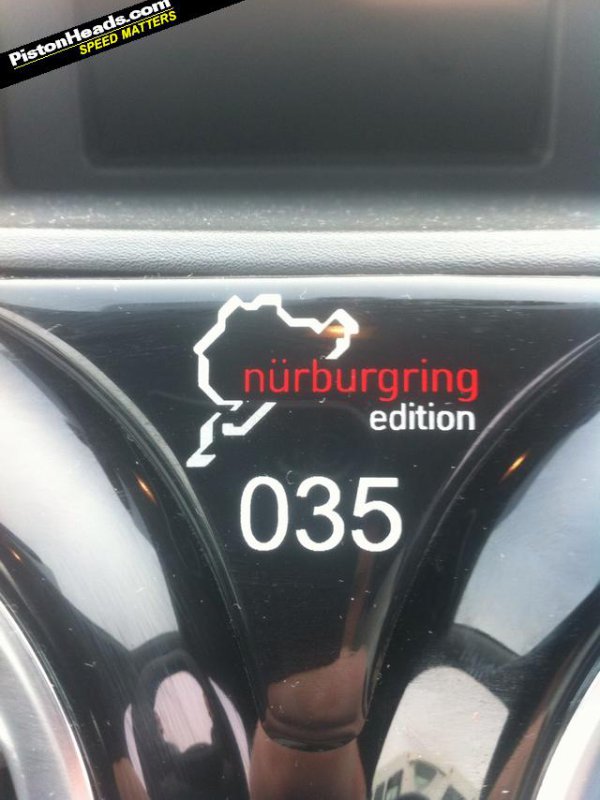 PistonHeads.com
SPEED MATTERS
nürburgring
edition
035